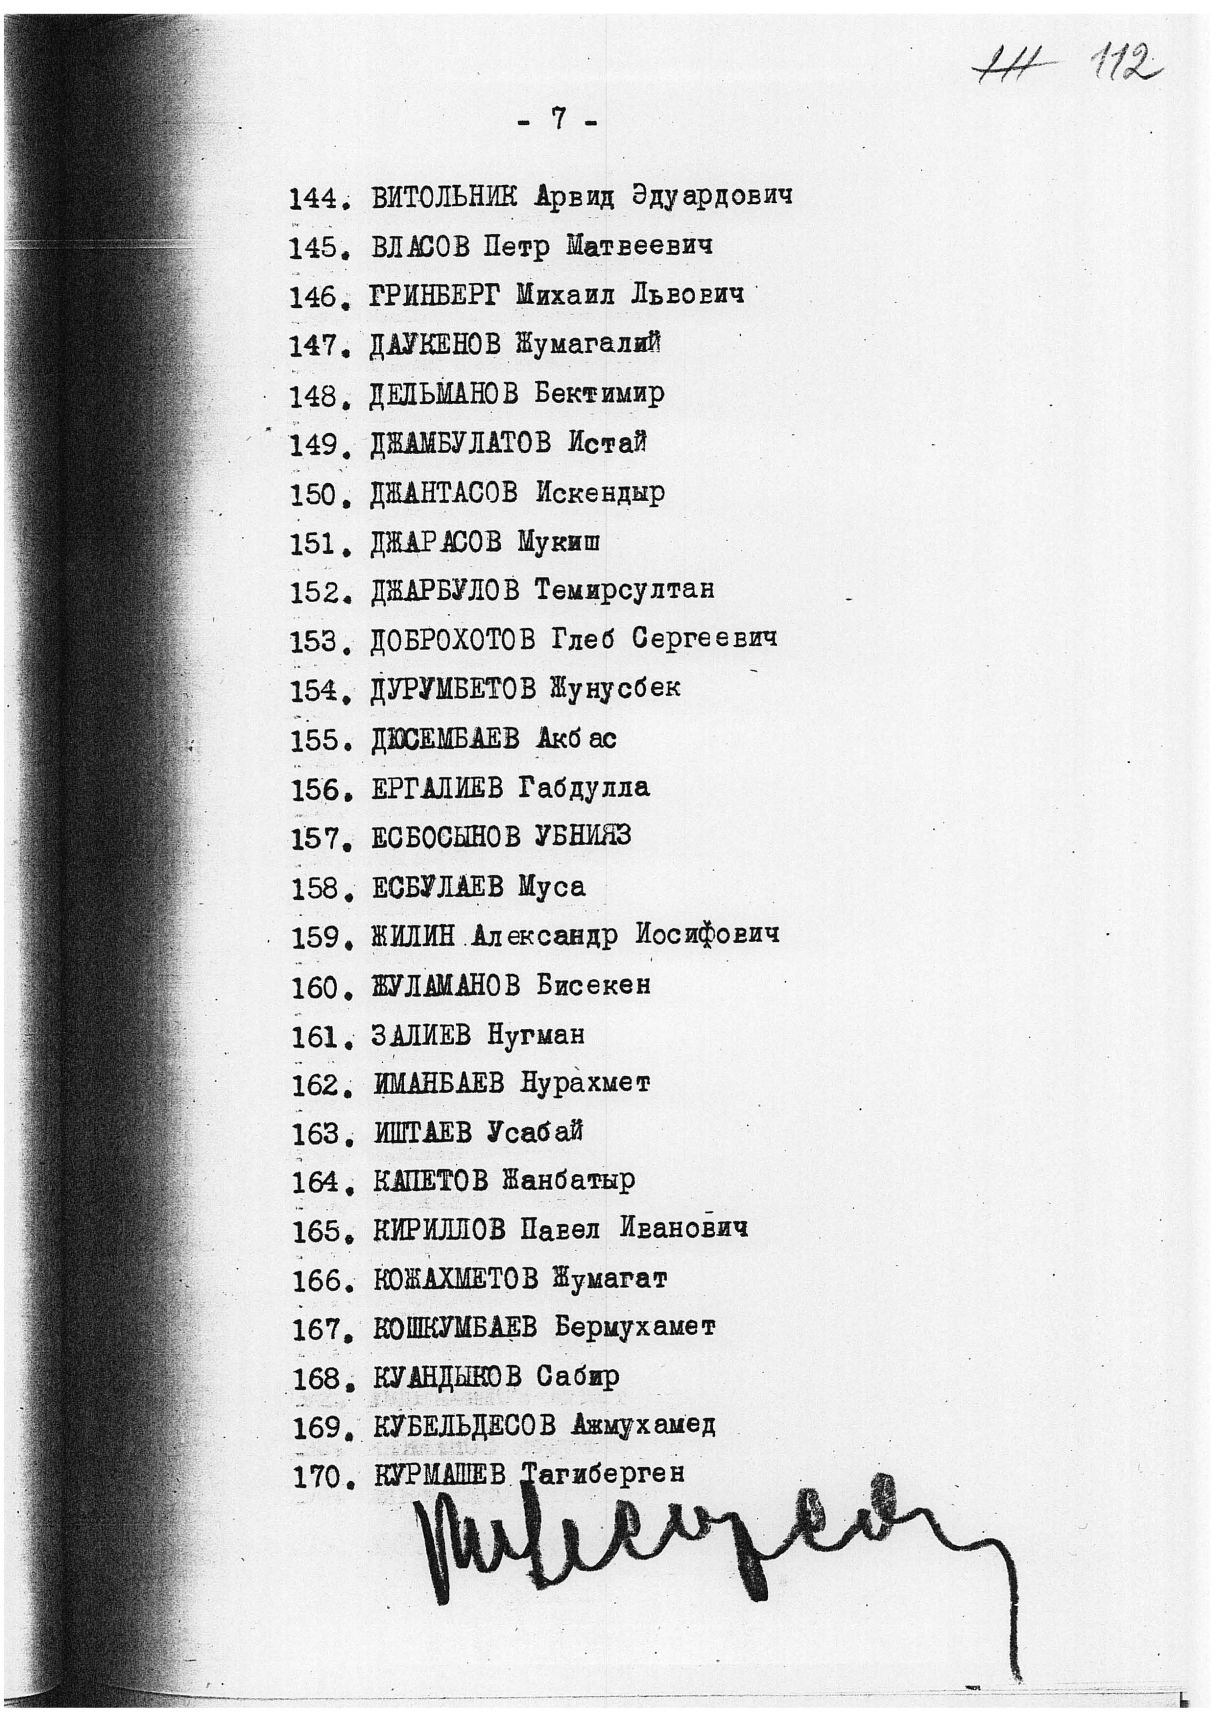 111 112
- 7 -
144. ВИТОЛЬНИК Арвид Эдуардович
145. ВЛАСОВ Петр Матвеевич
146. ГРИНБЕРГ Михаил Львович
147. ДАУКЕНОВ Жумагалий
148. ДЕЛЬМАНОВ Бектимир
149. ДЖАМБУЛАТОВ Истай
150. ДЖАНТАСОВ Искендыр
151. ДЖАРАСОВ Мукиш
152. ДЖАРБУЛОВ Темирсултан
153. ДОБРОХОТОВ Глеб Сергеевич
154. ДУРУМБЕТОВ Жунусбек
155. ДЮСЕМБАЕВ Акбас
156. ЕРГАЛИЕВ Габдулла
157. ЕСБОСЫНОВ УБНИЯЗ
158. ЕСБУЛАЕВ Муса
159. ЖИЛИН Александр Иосифович
160. ЖУЛАМАНОВ Бисекен
161. ЗАЛИЕВ Нугман
162. ИМАНБАЕВ Нурахмет
163. ИШТАЕВ Усабай
164. КАПЕТОВ Жанбатыр
165. КИРИЛЛОВ Павел Иванович
166. КОЖАХМЕТОВ Жумагат
167. КОШКУМБАЕВ Бермухамет
168. КУАНДЫКОВ Сабир
169. КУБЕЛЬДЕСОВ Ажмухамед
170. КУРМАШЕВ Тагиберген